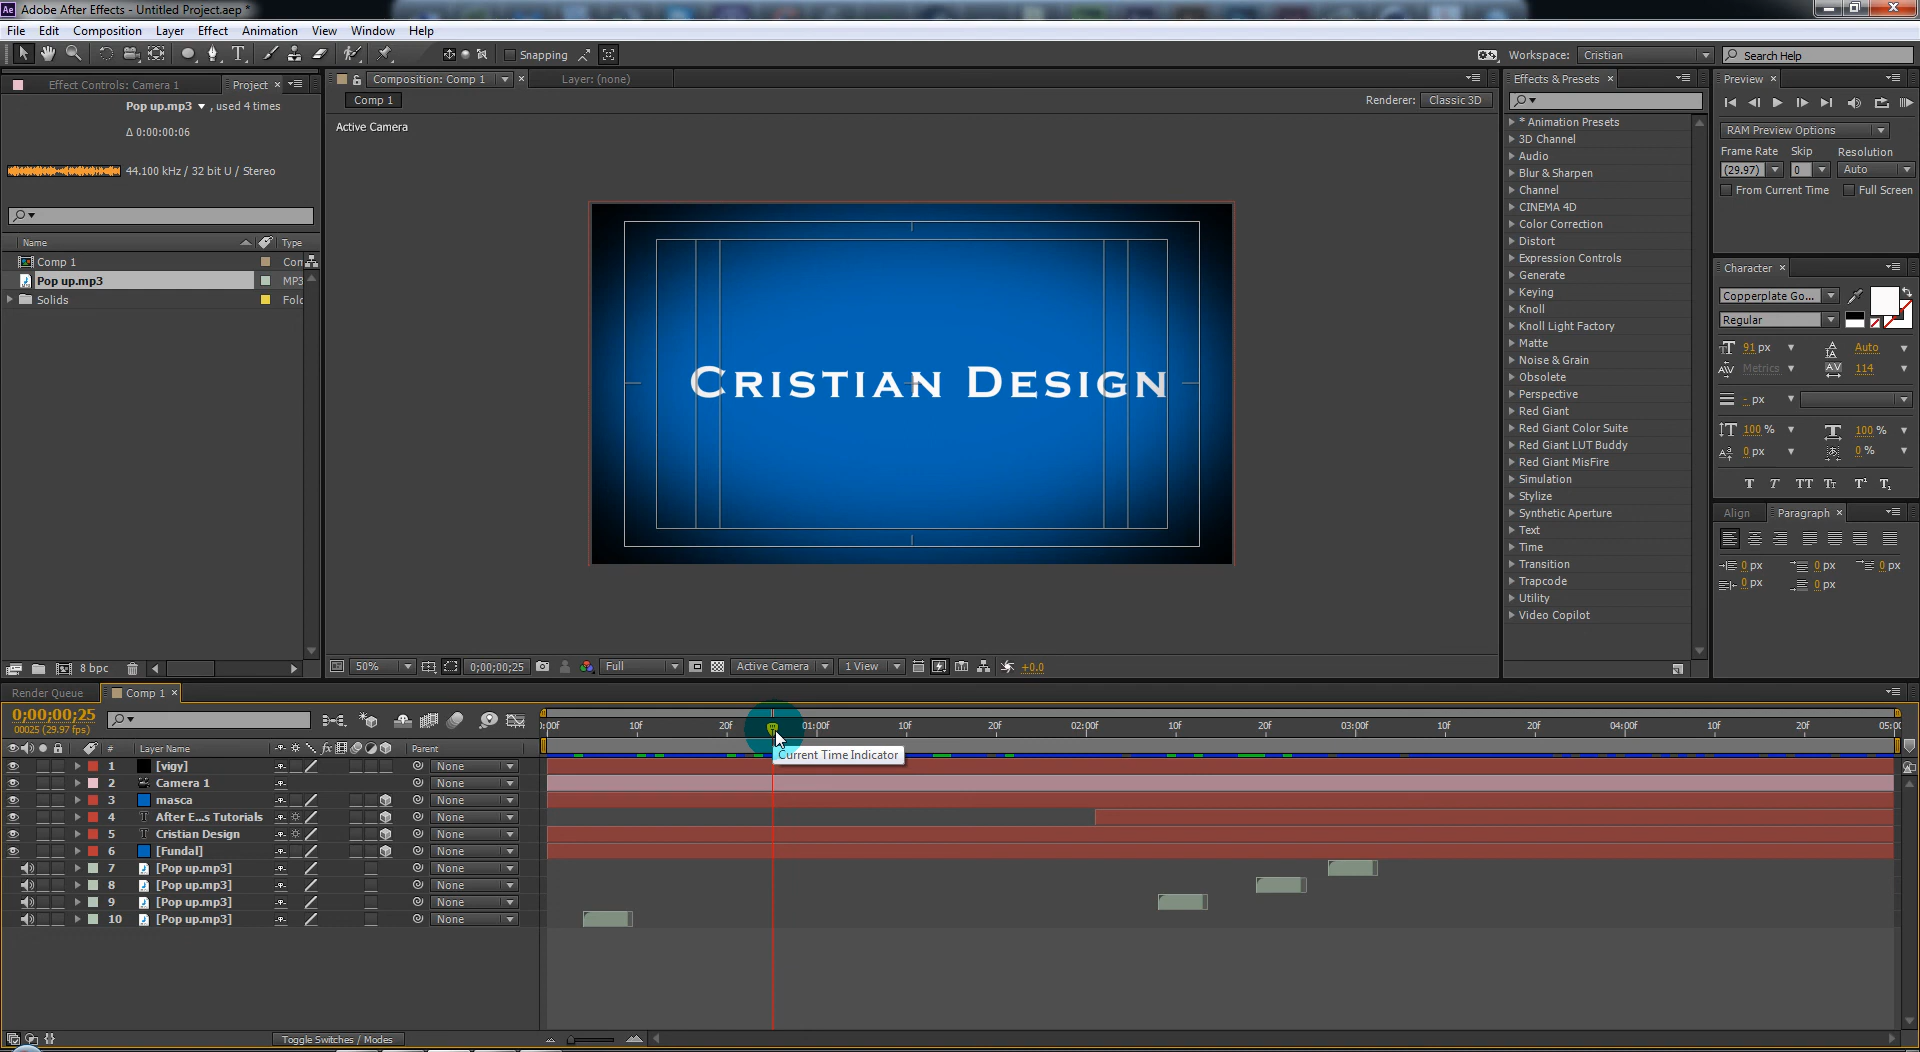 Adobe After Effects - Untitled Project.aep *
File Edit Composition Layer Effect Animation View Window Help
Snapping
Workspace: Cristian
Search Help
Effect Controls: Camera 1
Project
Composition: Comp 1
Layer: (none)
Effects & Presets
Preview
Pop up.mp3 , used 4 times
Δ 0:00:00:06
44.100 kHz / 32 bit U / Stereo
Name Type
Comp 1
Pop up.mp3 MP3
Solids
8 bpc
Comp 1
Renderer: Classic 3D
Active Camera
Cristian Design
50%
0;00;00;25
Full
Active Camera
1 View
+0.0
* Animation Presets
3D Channel
Audio
Blur & Sharpen
Channel
CINEMA 4D
Color Correction
Distort
Expression Controls
Generate
Keying
Knoll
Knoll Light Factory
Matte
Noise & Grain
Obsolete
Perspective
Red Giant
Red Giant Color Suite
Red Giant LUT Buddy
Red Giant MisFire
Simulation
Stylize
Synthetic Aperture
Text
Time
Transition
Trapcode
Utility
Video Copilot
RAM Preview Options
Frame Rate Skip Resolution
(29.97) 0 Auto
From Current Time Full Screen
Character
Copperplate Go...
Regular
91 px Auto
Metrics 114
- px
100 % 100 %
0 px 0 %
Align Paragraph
0 px 0 px 0 px
0 px 0 px
Render Queue
Comp 1
0;00;00;25
00025 (29.97 fps)
# Layer Name Parent
1 [vigy] None
2 Camera 1 None
3 masca None
4 After E...s Tutorials None
5 Cristian Design None
6 [Fundal] None
7 [Pop up.mp3] None
8 [Pop up.mp3] None
9 [Pop up.mp3] None
10 [Pop up.mp3] None
:00f 10f 20f 01:00f 10f 20f 02:00f 10f 20f 03:00f 10f 20f 04:00f 10f 20f 05:0
Current Time Indicator
Toggle Switches / Modes